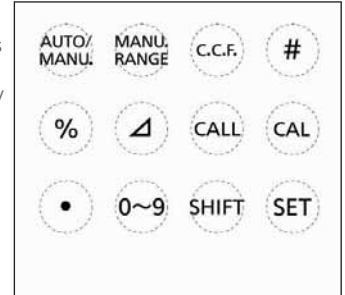 AUTO/ MANU. C.C.F. #
MANU. RANGE
% ⊿ CALL CAL
• 0~9 SHIFT SET